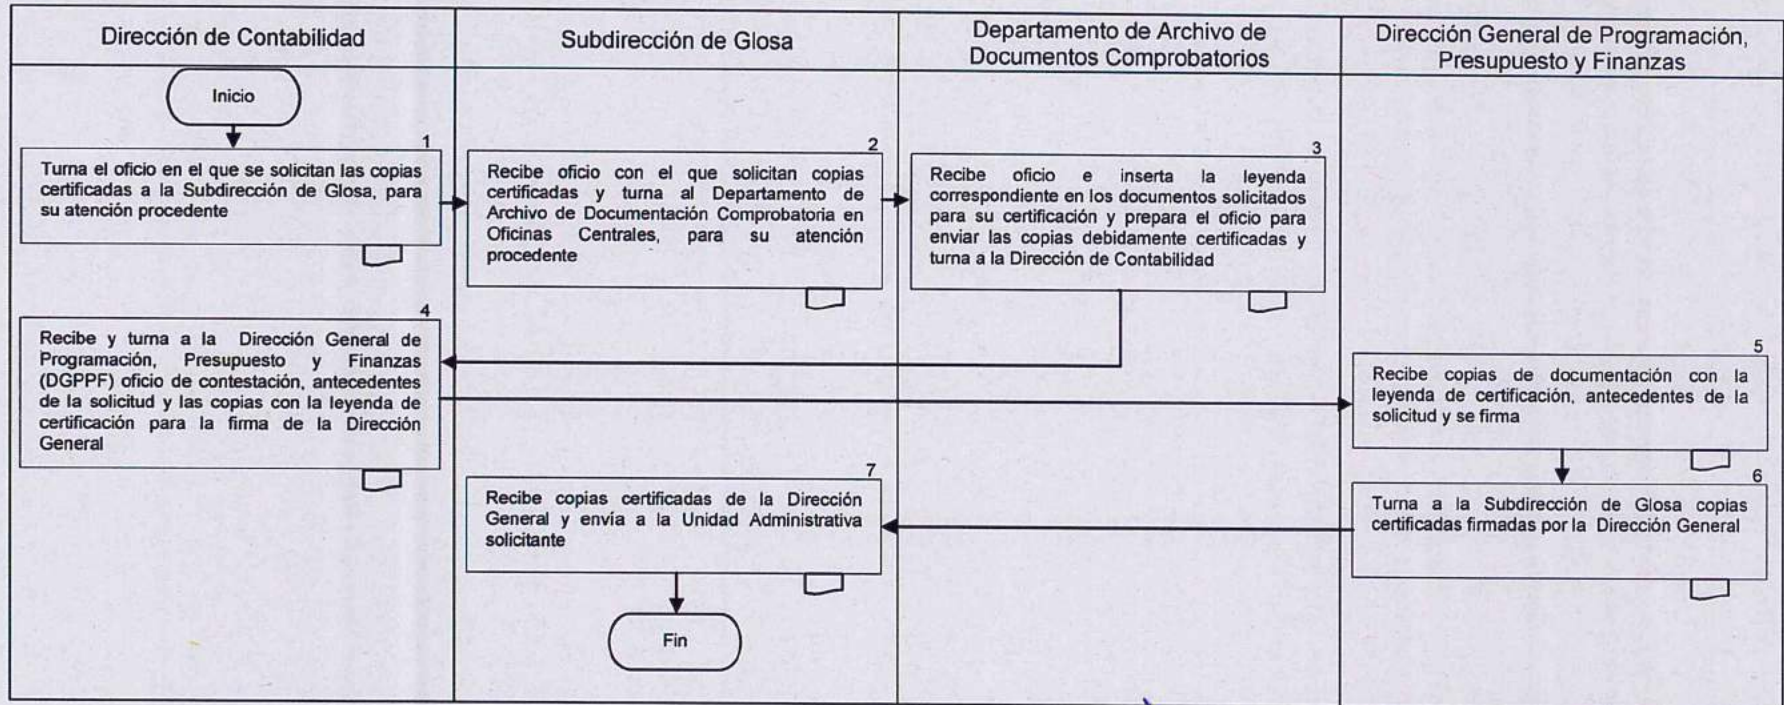 Dirección de Contabilidad
Subdirección de Glosa
Departamento de Archivo de
Documentos Comprobatorios
Dirección General de Programación,
Presupuesto y Finanzas
Inicio
1
Turna el oficio en el que se solicitan las copias
certificadas a la Subdirección de Glosa, para
su atención procedente
2
Recibe oficio con el que solicitan copias
certificadas y turna al Departamento de
Archivo de Documentación Comprobatoria en
Oficinas Centrales, para su atención
procedente
3
Recibe oficio e inserta la leyenda
correspondiente en los documentos solicitados
para su certificación y prepara el oficio para
enviar las copias debidamente certificadas y
turna a la Dirección de Contabilidad
4
Recibe y turna a la Dirección General de
Programación, Presupuesto y Finanzas
(DGPPF) oficio de contestación, antecedentes
de la solicitud y las copias con la leyenda de
certificación para la firma de la Dirección
General
5
Recibe copias de documentación con la
leyenda de certificación, antecedentes de la
solicitud y se firma
6
Turna a la Subdirección de Glosa copias
certificadas firmadas por la Dirección General
7
Recibe copias certificadas de la Dirección
General y envía a la Unidad Administrativa
solicitante
Fin